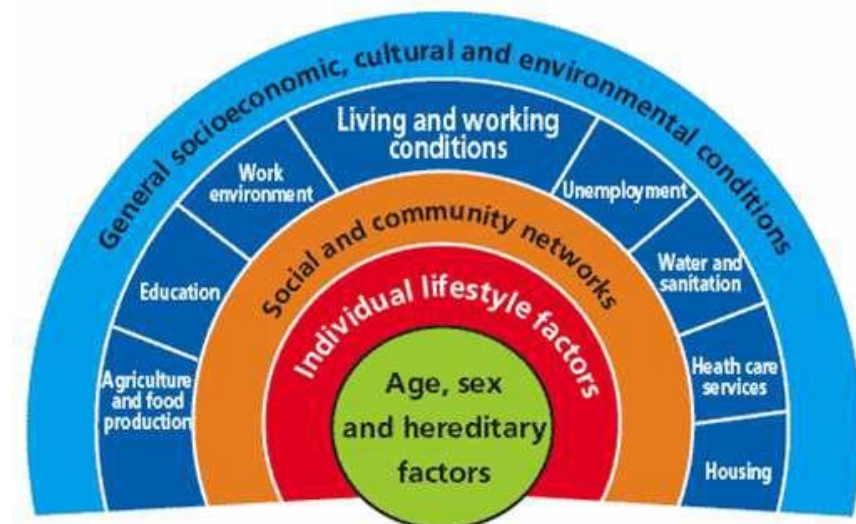 General socioeconomic, cultural and environmental conditions
Living and working
conditions
Work
environment
Unemployment
Education
Water and
sanitation
Agriculture
and food
production
Heath care
services
Housing
Social and community networks
Individual lifestyle factors
Age, sex
and hereditary
factors